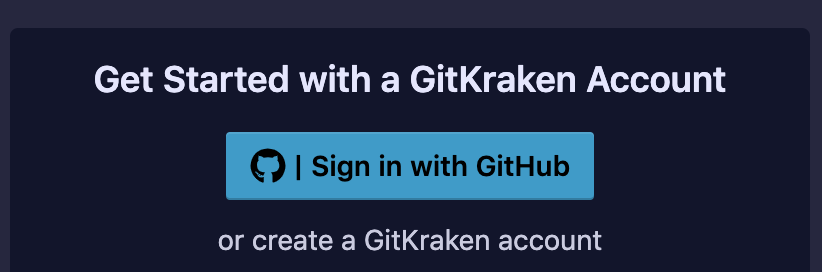 Get Started with a GitKraken Account
| Sign in with GitHub
or create a GitKraken account